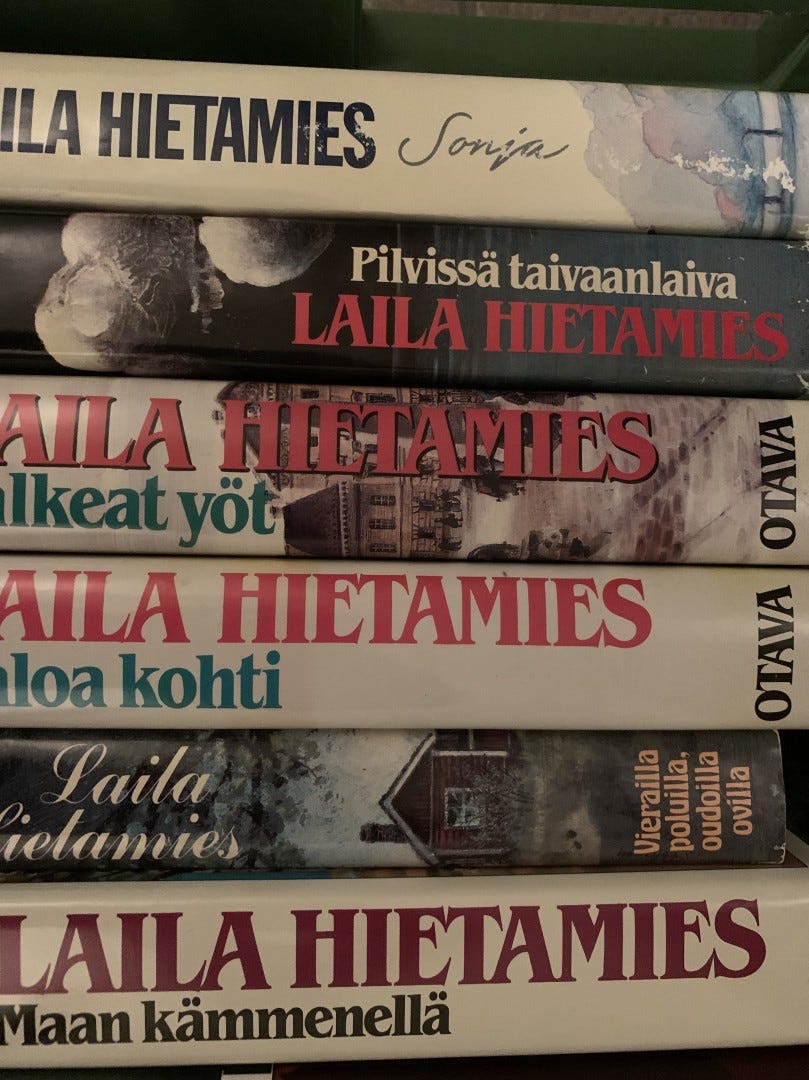 ILA HIETAMIES Sonja
Pilvissä taivaanlaiva
LAILA HIETAMIES
AILA HIETAMIES
alkeat yöt
OTAVA
AILA HIETAMIES
aloa kohti
OTAVA
Laila
Hietamies
Vierailla
poluilla,
oudoilla
ovilla
LAILA HIETAMIES
Maan kämmenellä